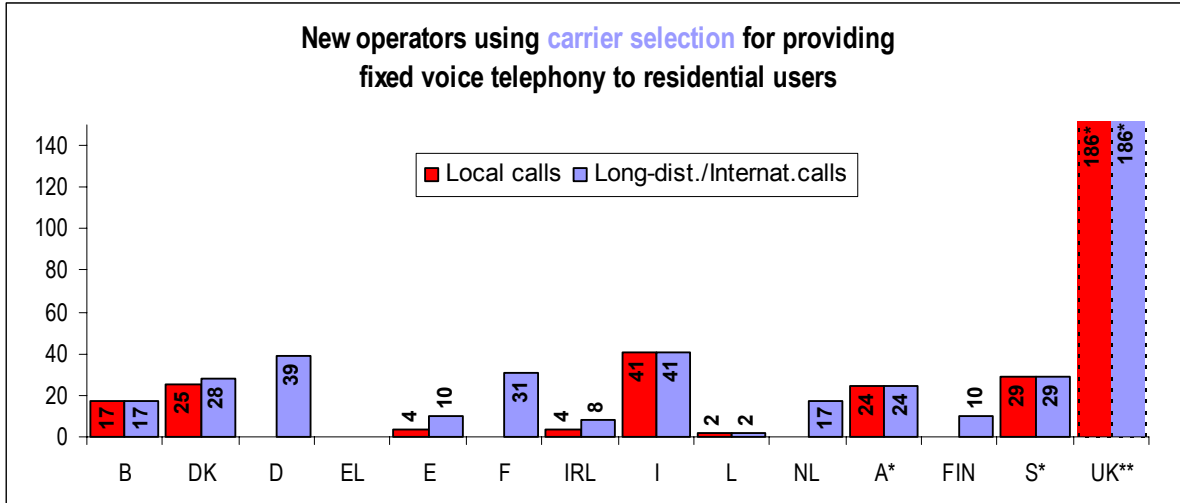 New operators using carrier selection for providing
fixed voice telephony to residential users
Local calls Long-dist./Internat.calls
140
120
100
80
60
40
20
0
17 17 25 28 39 4 10 31 4 8 41 41 2 2 17 24 24 10 29 29 186* 186*
B DK D EL E F IRL I L NL A* FIN S* UK**